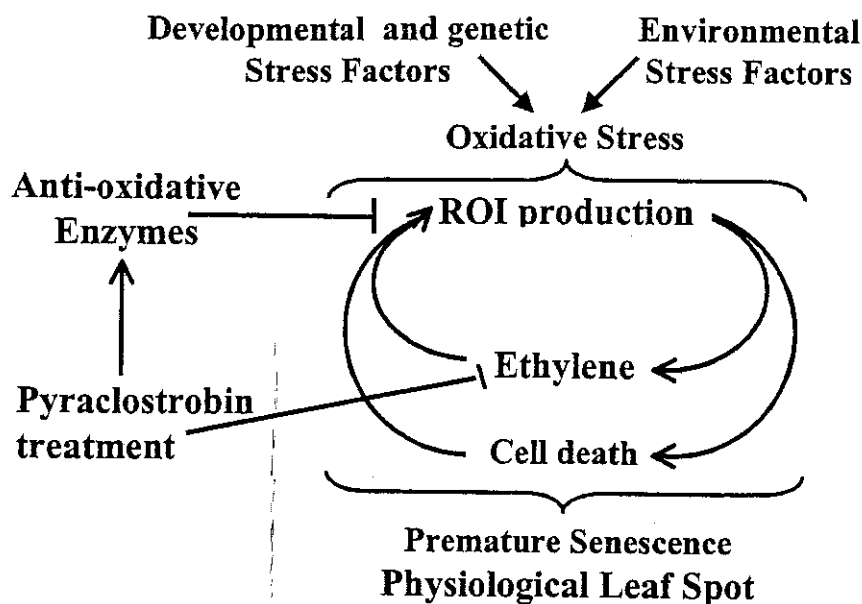 Developmental and genetic
Stress Factors
Environmental
Stress Factors
Oxidative Stress
Anti-oxidative
Enzymes
ROI production
Ethylene
Pyraclostrobin
treatment
Cell death
Premature Senescence
Physiological Leaf Spot